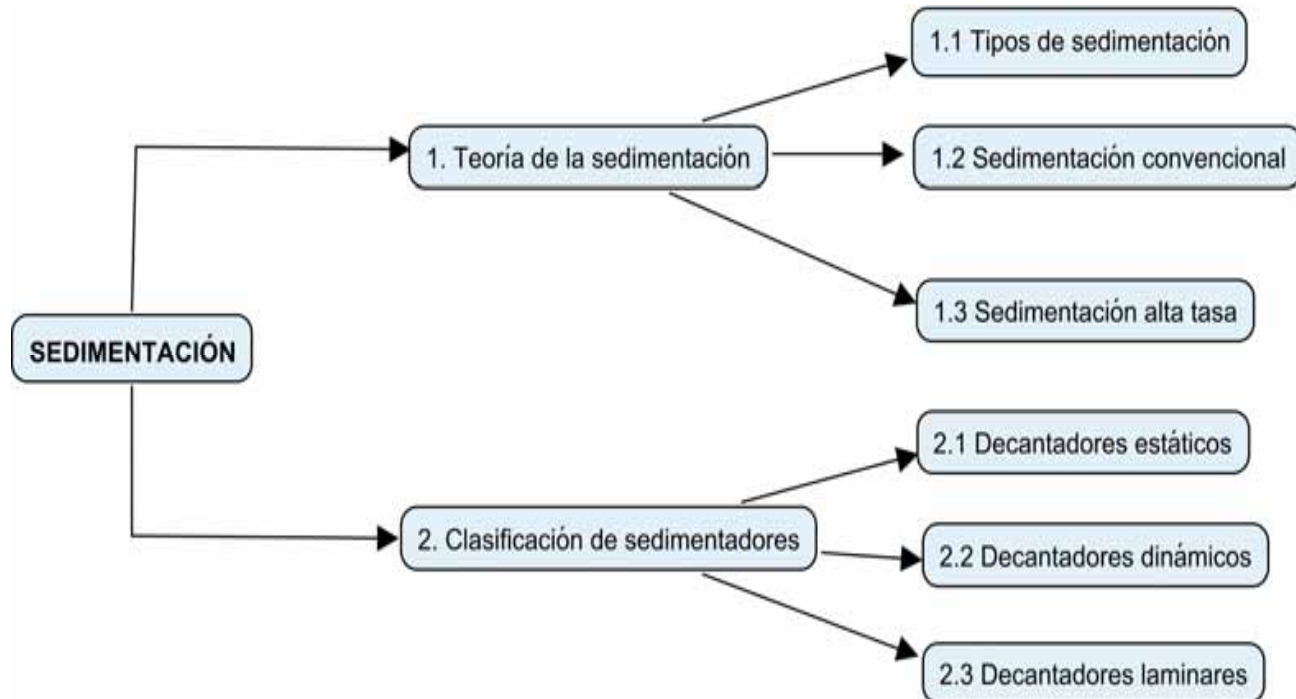 SEDIMENTACIÓN
1. Teoría de la sedimentación
1.1 Tipos de sedimentación
1.2 Sedimentación convencional
1.3 Sedimentación alta tasa
2. Clasificación de sedimentadores
2.1 Decantadores estáticos
2.2 Decantadores dinámicos
2.3 Decantadores laminares